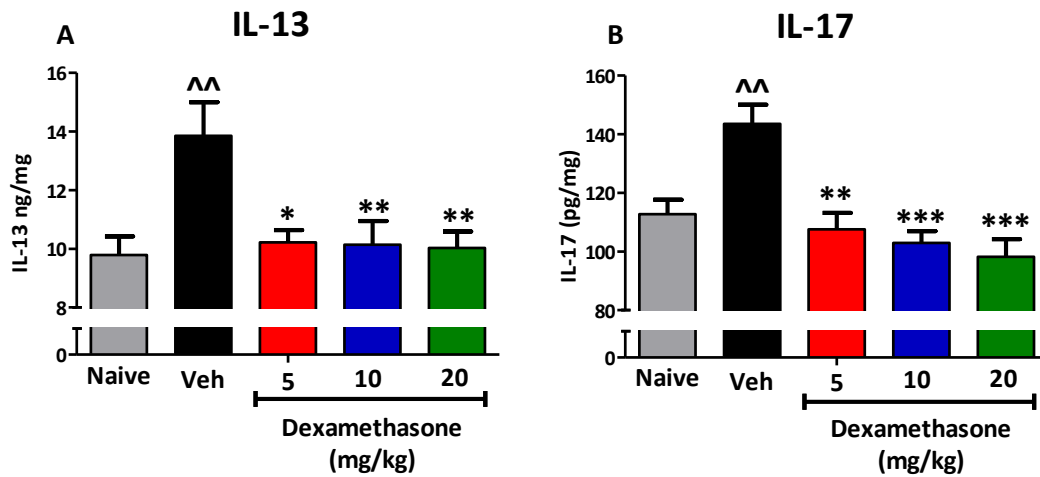 A
IL-13
IL-13 ng/mg
16
14
12
10
8
0
^^
*
**
**
Naive
Veh
5
10
20
Dexamethasone
(mg/kg)
B
IL-17
IL-17 (pg/mg)
160
140
120
100
80
0
^^
**
***
***
Naive
Veh
5
10
20
Dexamethasone
(mg/kg)